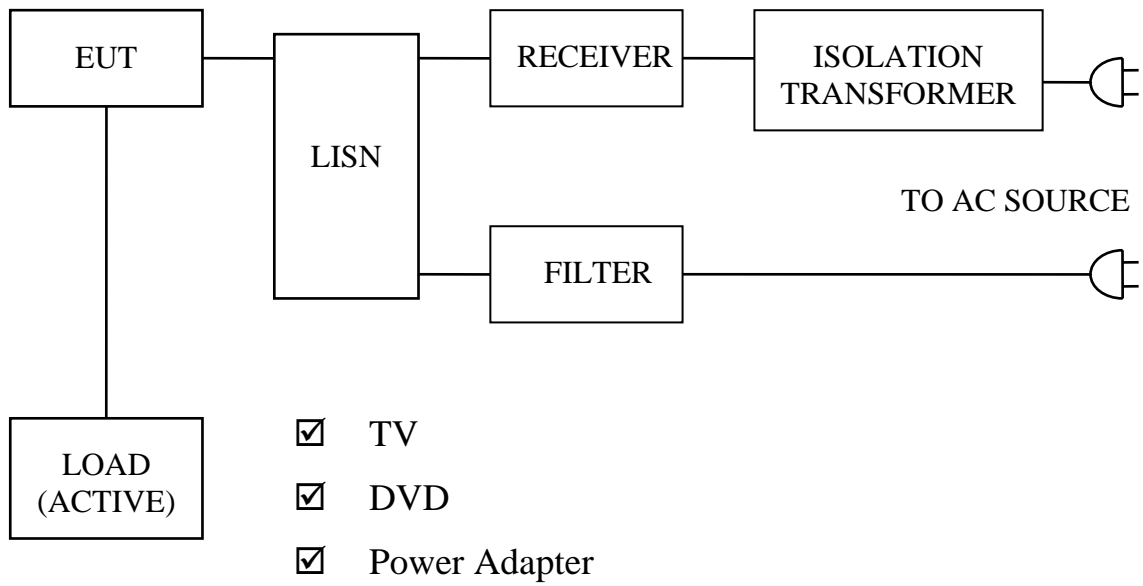 EUT
RECEIVER
ISOLATION
TRANSFORMER
LISN
TO AC SOURCE
FILTER
LOAD
(ACTIVE)
☑ TV
☑ DVD
☑ Power Adapter